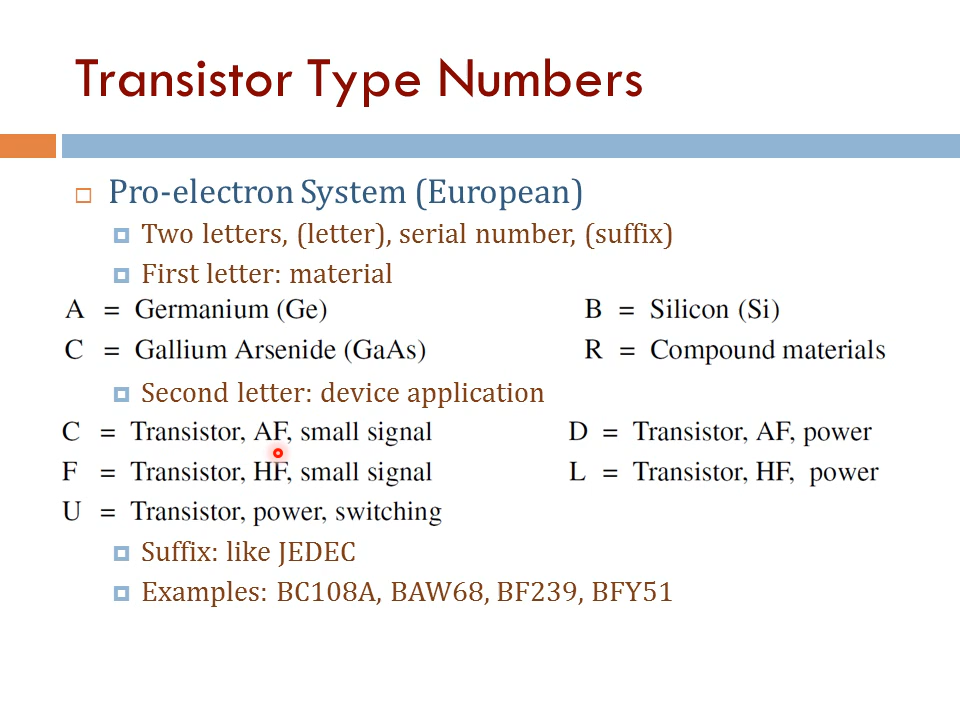 Transistor Type Numbers
Pro-electron System (European)
Two letters, (letter), serial number, (suffix)
First letter: material
A = Germanium (Ge) B = Silicon (Si)
C = Gallium Arsenide (GaAs) R = Compound materials
Second letter: device application
C = Transistor, AF, small signal D = Transistor, AF, power
F = Transistor, HF, small signal L = Transistor, HF, power
U = Transistor, power, switching
Suffix: like JEDEC
Examples: BC108A, BAW68, BF239, BFY51